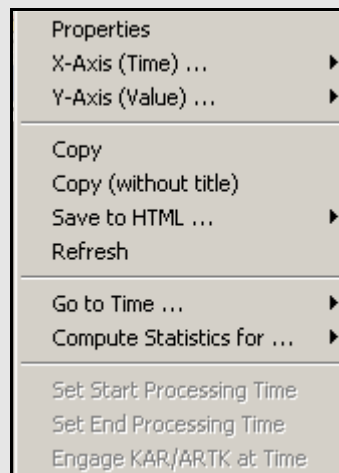 Properties
X-Axis (Time) ...
Y-Axis (Value) ...
Copy
Copy (without title)
Save to HTML ...
Refresh
Go to Time ...
Compute Statistics for ...
Set Start Processing Time
Set End Processing Time
Engage KAR/ARTK at Time